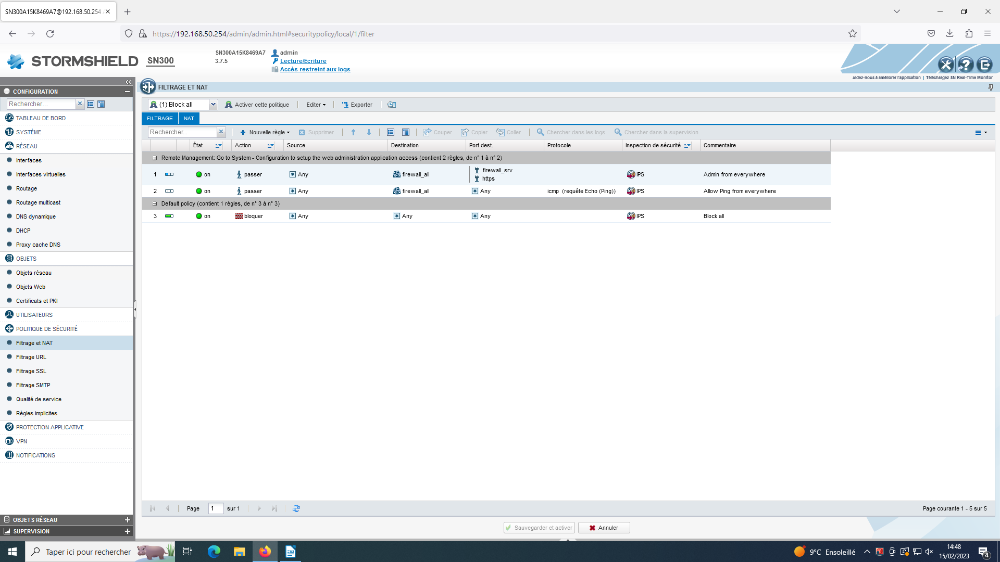 SN300A15K8469A7@192.168.50.254
https://192.168.50.254/admin/admin.html#securitypolicy/local/1/filter
STORMSHIELD SN300
SN300A15K8469A7
3.7.5
admin
Lecture/Ecriture
Accès restreint aux logs
Aidez-nous à améliorer l'application | Téléchargez SN Real-Time Monitor
CONFIGURATION
Rechercher...
TABLEAU DE BORD
SYSTÈME
RÉSEAU
Interfaces
Interfaces virtuelles
Routage
Routage multicast
DNS dynamique
DHCP
Proxy cache DNS
OBJETS
Objets réseau
Objets Web
Certificats et PKI
UTILISATEURS
POLITIQUE DE SÉCURITÉ
Filtrage et NAT
Filtrage URL
Filtrage SSL
Filtrage SMTP
Qualité de service
Règles implicites
PROTECTION APPLICATIVE
VPN
NOTIFICATIONS
OBJETS RÉSEAU
SUPERVISION
FILTRAGE ET NAT
(1) Block all Activer cette politique Editer Exporter
FILTRAGE NAT
Rechercher... Nouvelle règle Supprimer Couper Copier Coller Chercher dans les logs Chercher dans la supervision
État Action Source Destination Port dest. Protocole Inspection de sécurité Commentaire
Remote Management: Go to System - Configuration to setup the web administration application access (contient 2 règles, de n° 1 à n° 2)
1 on passer Any firewall_all firewall_srv https IPS Admin from everywhere
2 on passer Any firewall_all Any icmp (requête Echo (Ping)) IPS Allow Ping from everywhere
Default policy (contient 1 règles, de n° 3 à n° 3)
3 on bloquer Any Any Any IPS Block all
Page 1 sur 1 Page courante 1 - 5 sur 5
Sauvegarder et activer Annuler
Taper ici pour rechercher
9°C Ensoleillé
14:48
15/02/2023
4